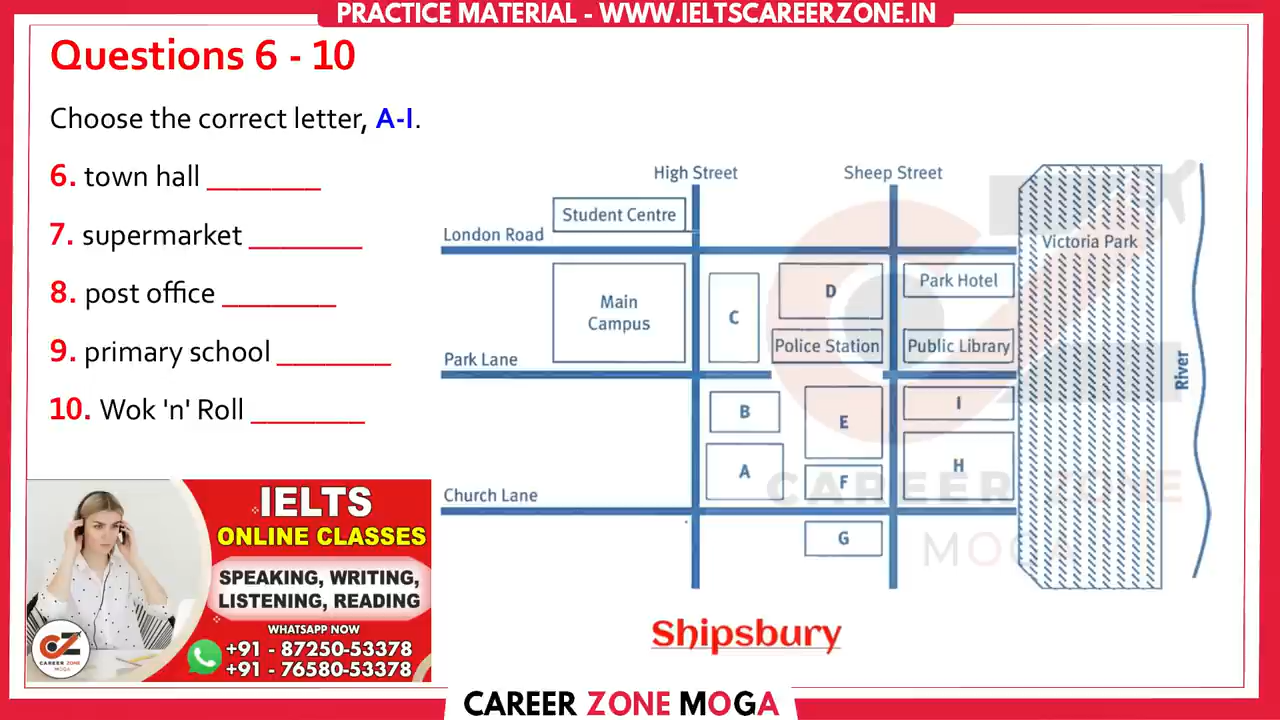 PRACTICE MATERIAL - WWW.IELTSCAREERZONE.IN
Questions 6 - 10
Choose the correct letter, A-I.
6. town hall ________
7. supermarket ________
8. post office ________
9. primary school ________
10. Wok 'n' Roll ________
High Street
Sheep Street
Student Centre
London Road
Victoria Park
Main
Campus
C
D
Park Hotel
Police Station
Public Library
Park Lane
River
B
E
I
A
F
H
Church Lane
G
CAREER ZONE
MOGA
Shipsbury
IELTS
ONLINE CLASSES
SPEAKING, WRITING,
LISTENING, READING
WHATSAPP NOW
+91 - 87250-53378
+91 - 76580-53378
CAREER ZONE
MOGA
CAREER ZONE MOGA